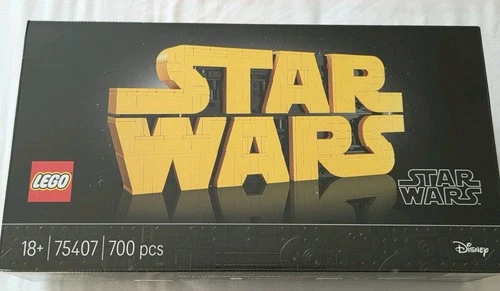 STAR
WARS
LEGO
STAR
WARS
18+ | 75407 | 700 pcs
Disney